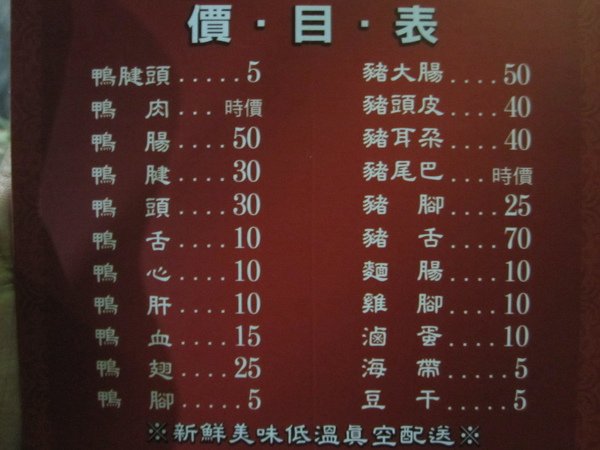 價·目·表
鴨腱頭.....5
鴨 肉...時價
鴨 腸....50
鴨 腱....30
鴨 頭....30
鴨 舌....10
鴨 心....10
鴨 肝....10
鴨 血....15
鴨 翅....25
鴨 腳.....5
豬大腸....50
豬頭皮....40
豬耳朵....40
豬尾巴...時價
豬 腳....25
豬 舌....70
麵 腸....10
雞 腳....10
滷 蛋....10
海 帶.....5
豆 干.....5
※新鮮美味低溫真空配送※